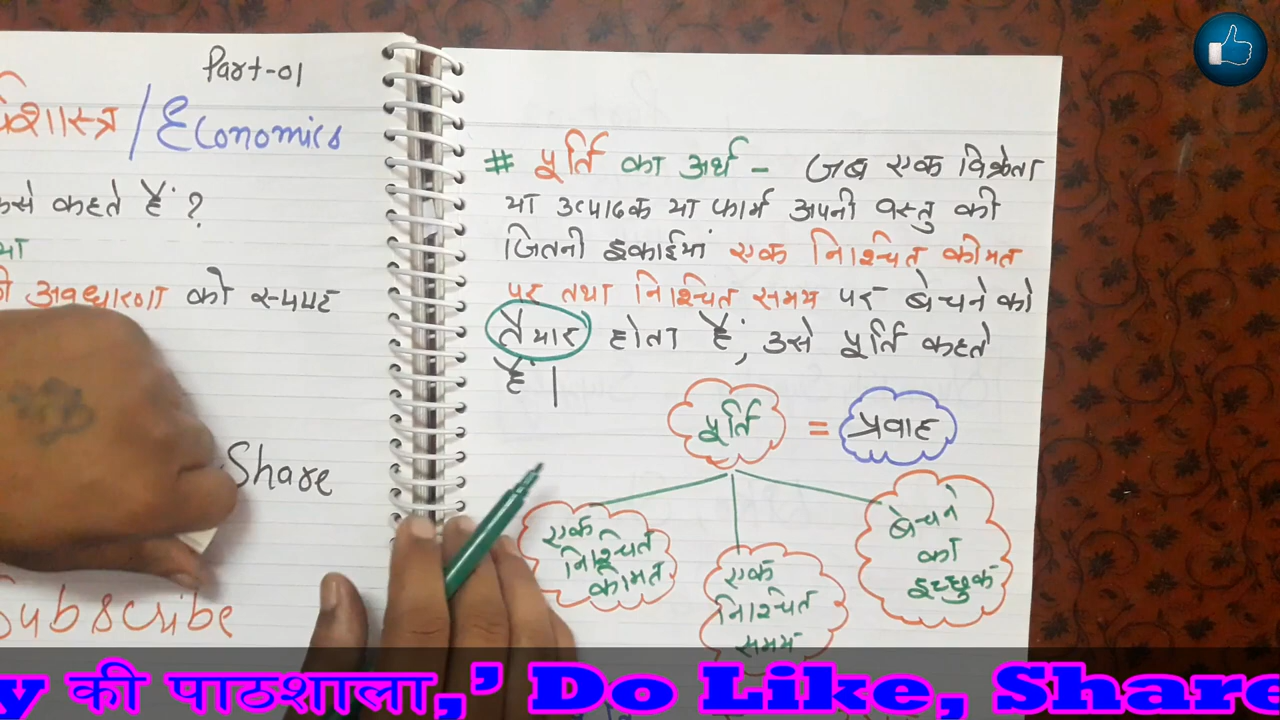 Part-01
अर्थशास्त्र / Economics
किसे कहते हैं ?
या
की अवधारणा को स्पष्ट
Share
Subscribe
# पूर्ति का अर्थ - जब एक विक्रेता
या उत्पादक या फार्म अपनी वस्तु की
जितनी इकाईयां एक निश्चित कीमत
पर तथा निश्चित समय पर बेचने को
तैयार होता हैं, उसे पूर्ति कहते
हैं |
पूर्ति = प्रवाह
एक
निश्चित
कीमत
एक
निश्चित
समय
बेचने
का
इच्छुक
y की पाठशाला,' Do Like, Share